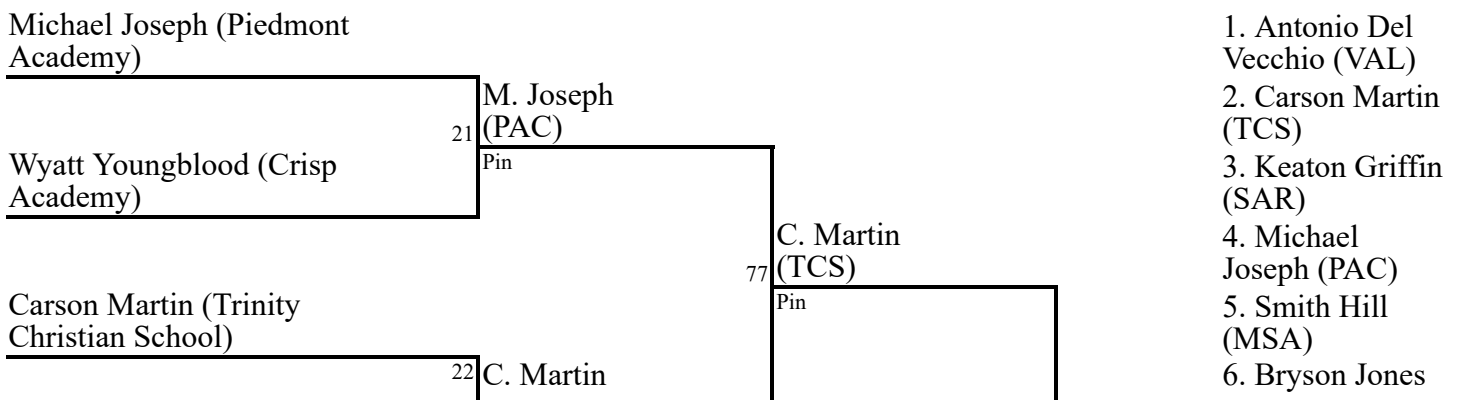 Michael Joseph (Piedmont
Academy)
M. Joseph
(PAC)
21
Pin
Wyatt Youngblood (Crisp
Academy)
C. Martin
(TCS)
77
Pin
Carson Martin (Trinity
Christian School)
22
C. Martin
1. Antonio Del
Vecchio (VAL)
2. Carson Martin
(TCS)
3. Keaton Griffin
(SAR)
4. Michael
Joseph (PAC)
5. Smith Hill
(MSA)
6. Bryson Jones